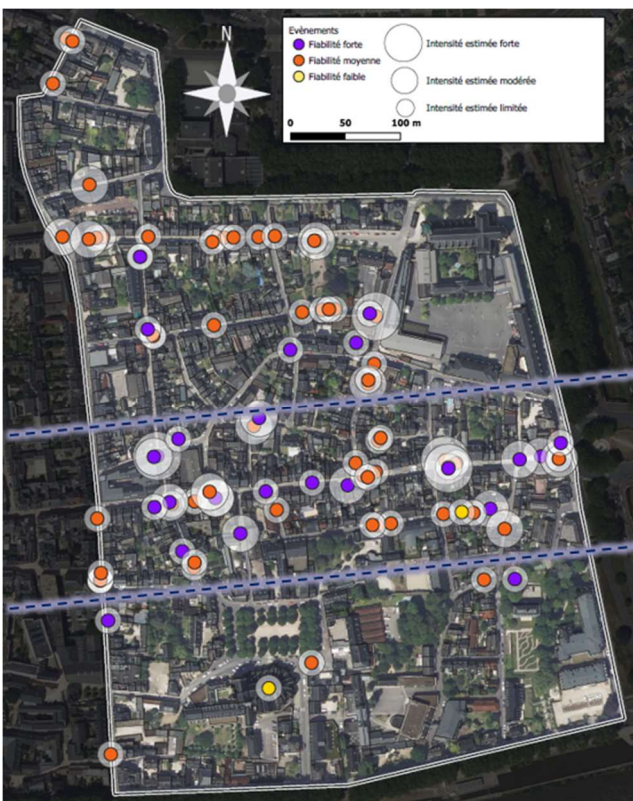 N
Evènements
Fiabilité forte
Fiabilité moyenne
Fiabilité faible
Intensité estimée forte
Intensité estimée modérée
Intensité estimée limitée
0 50 100 m